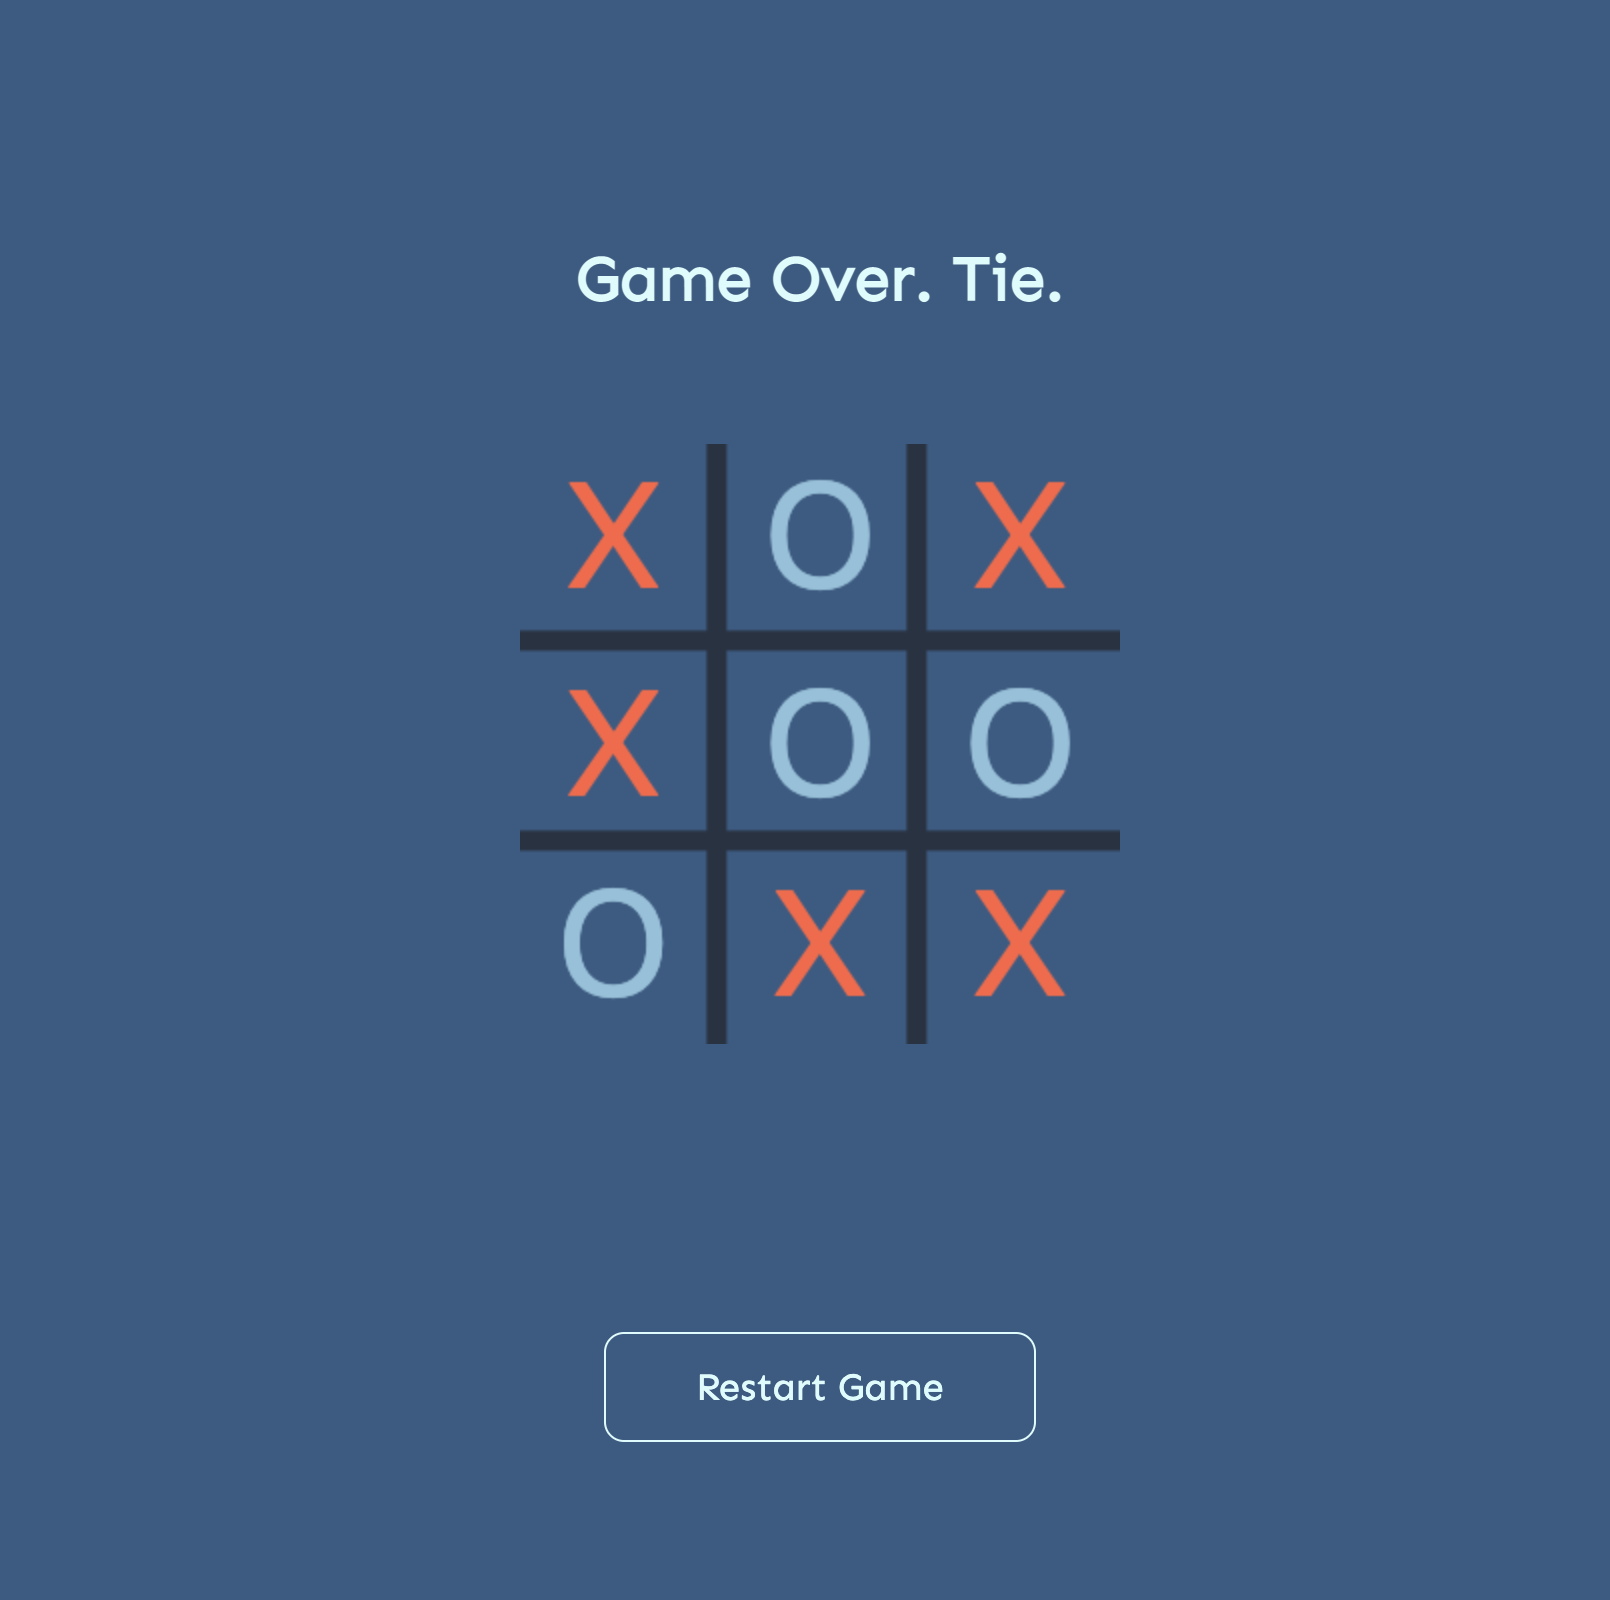 Game Over. Tie.
X O X
X O O
O X X
Restart Game